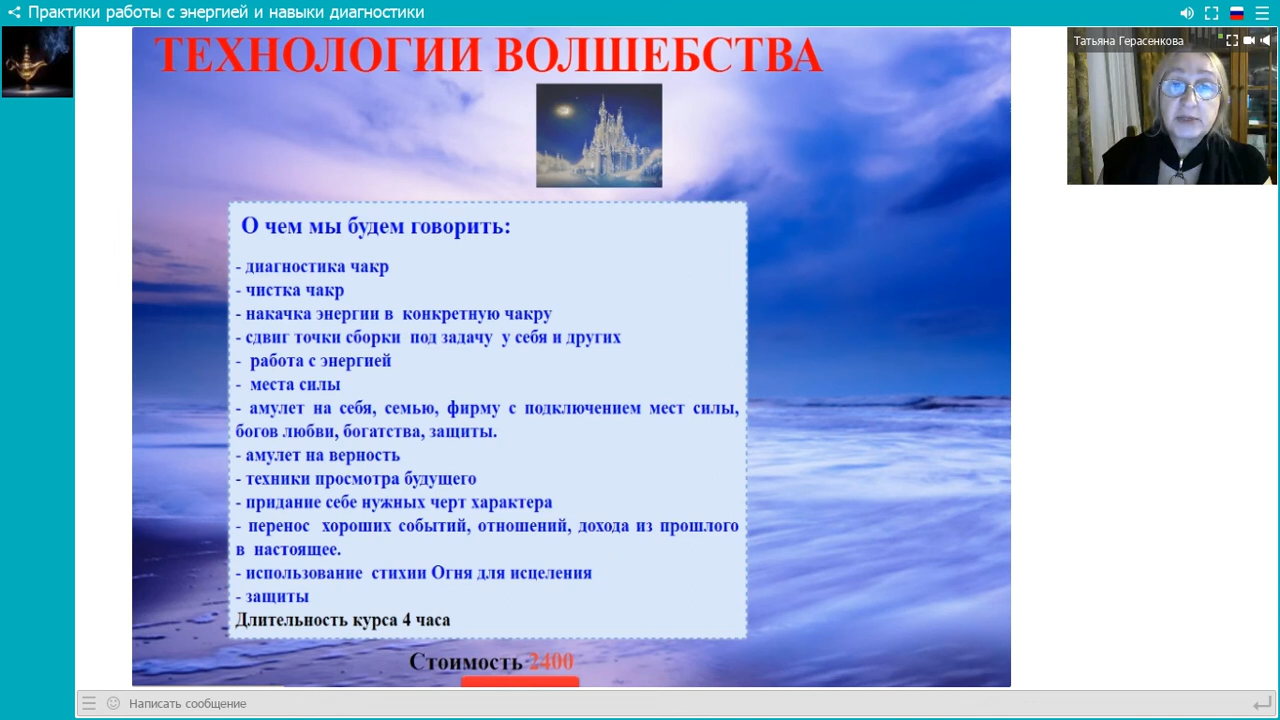 Практики работы с энергией и навыки диагностики
Татьяна Герасенкова
ТЕХНОЛОГИИ ВОЛШЕБСТВА
О чем мы будем говорить:
- диагностика чакр
- чистка чакр
- накачка энергии в конкретную чакру
- сдвиг точки сборки под задачу у себя и других
- работа с энергией
- места силы
- амулет на себя, семью, фирму с подключением мест силы,
богов любви, богатства, защиты.
- амулет на верность
- техники просмотра будущего
- придание себе нужных черт характера
- перенос хороших событий, отношений, дохода из прошлого
в настоящее.
- использование стихии Огня для исцеления
- защиты
Длительность курса 4 часа
Стоимость 2400
Написать сообщение